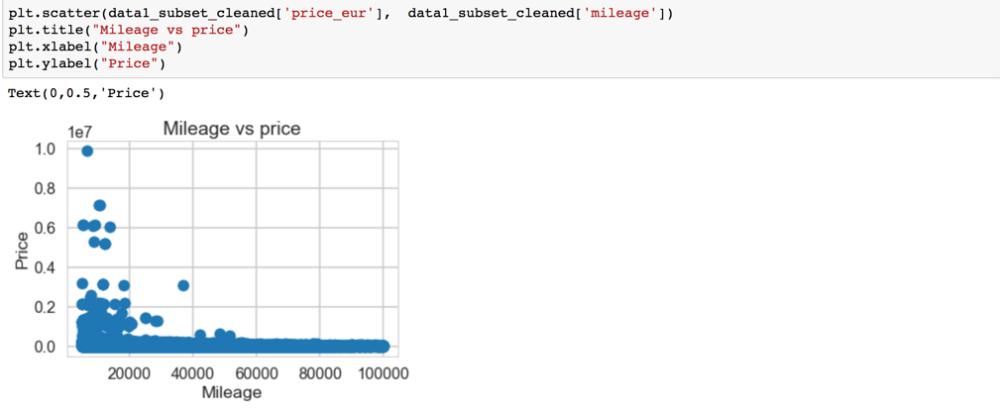 plt.scatter(data1_subset_cleaned['price_eur'],  data1_subset_cleaned['mileage'])
plt.title("Mileage vs price")
plt.xlabel("Mileage")
plt.ylabel("Price")
Text(0,0.5,'Price')
1e7
Mileage vs price
1.0
0.8
0.6
0.4
0.2
0.0
Price
20000 40000 60000 80000 100000
Mileage